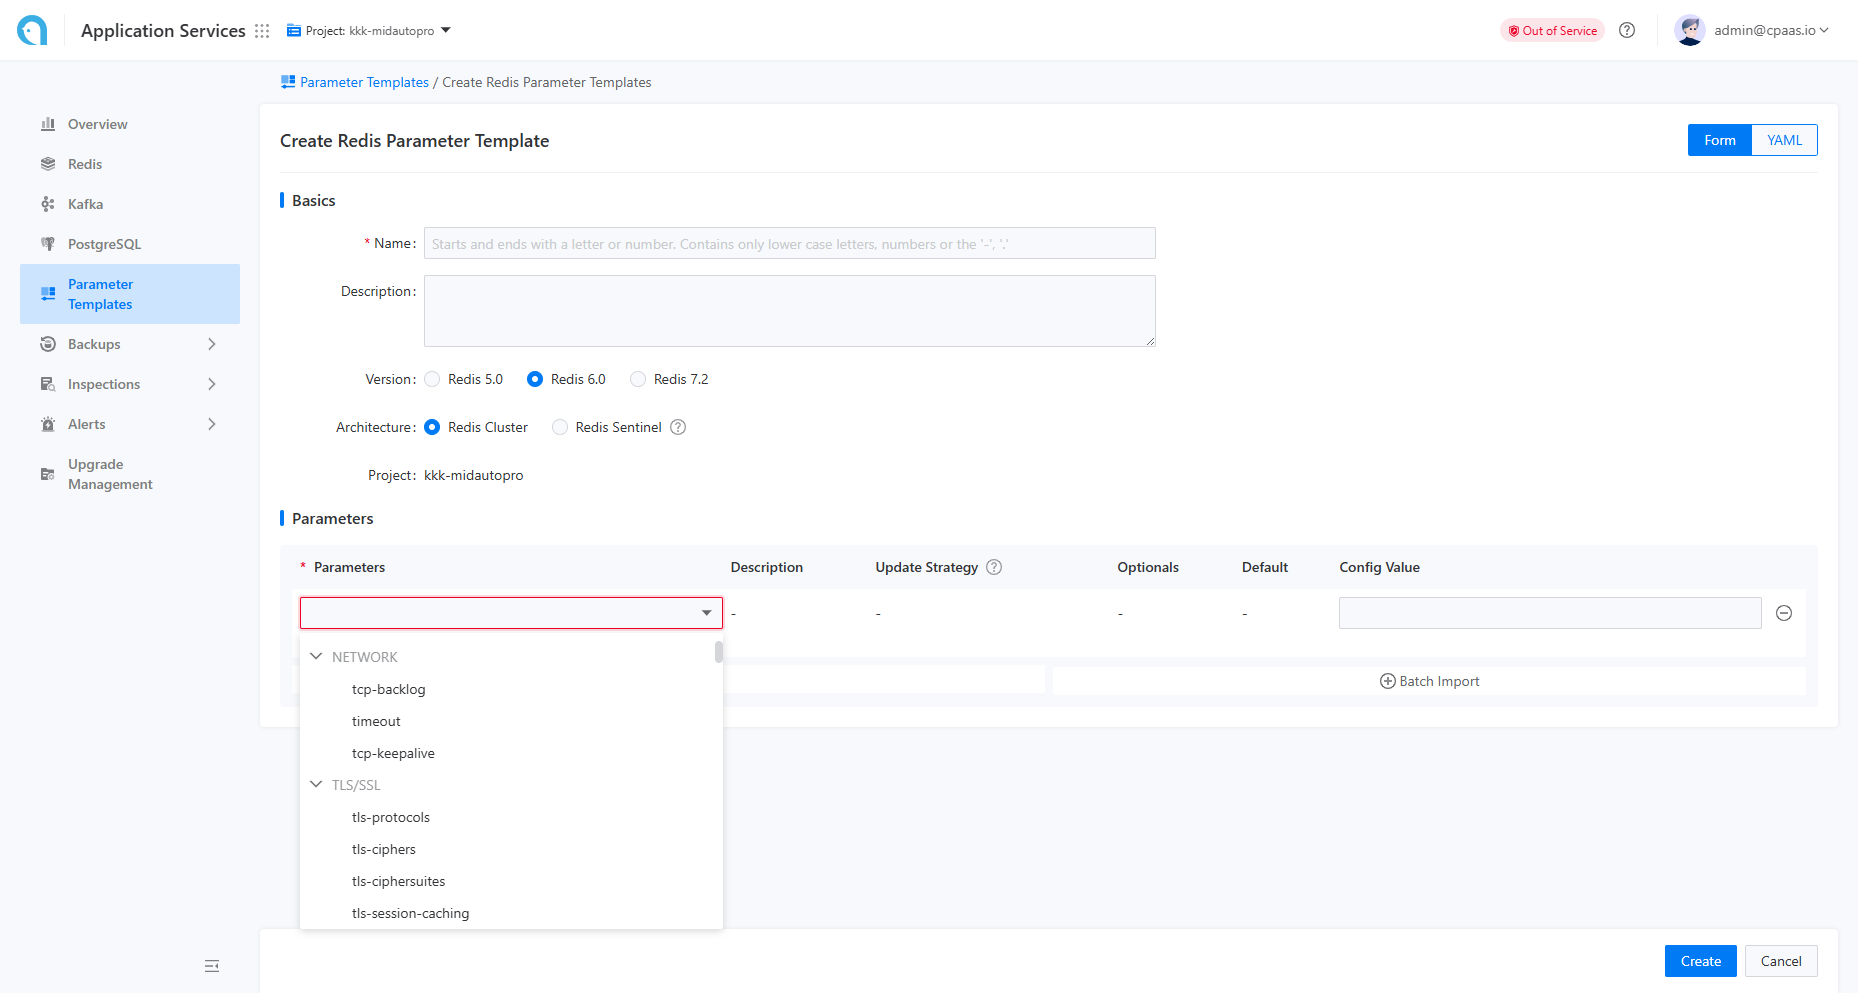 Application Services
Project: kkk-midautopro
Out of Service
admin@cpaas.io
Parameter Templates / Create Redis Parameter Templates
Overview
Redis
Kafka
PostgreSQL
Parameter
Templates
Backups
Inspections
Alerts
Upgrade
Management
Create Redis Parameter Template
Form
YAML
Basics
* Name:
Starts and ends with a letter or number. Contains only lower case letters, numbers or the '-', '.'
Description:
Version:
Redis 5.0
Redis 6.0
Redis 7.2
Architecture:
Redis Cluster
Redis Sentinel
Project: kkk-midautopro
Parameters
* Parameters
Description
Update Strategy
Optionals
Default
Config Value
-
-
-
-
NETWORK
tcp-backlog
timeout
tcp-keepalive
TLS/SSL
tls-protocols
tls-ciphers
tls-ciphersuites
tls-session-caching
Batch Import
Create
Cancel